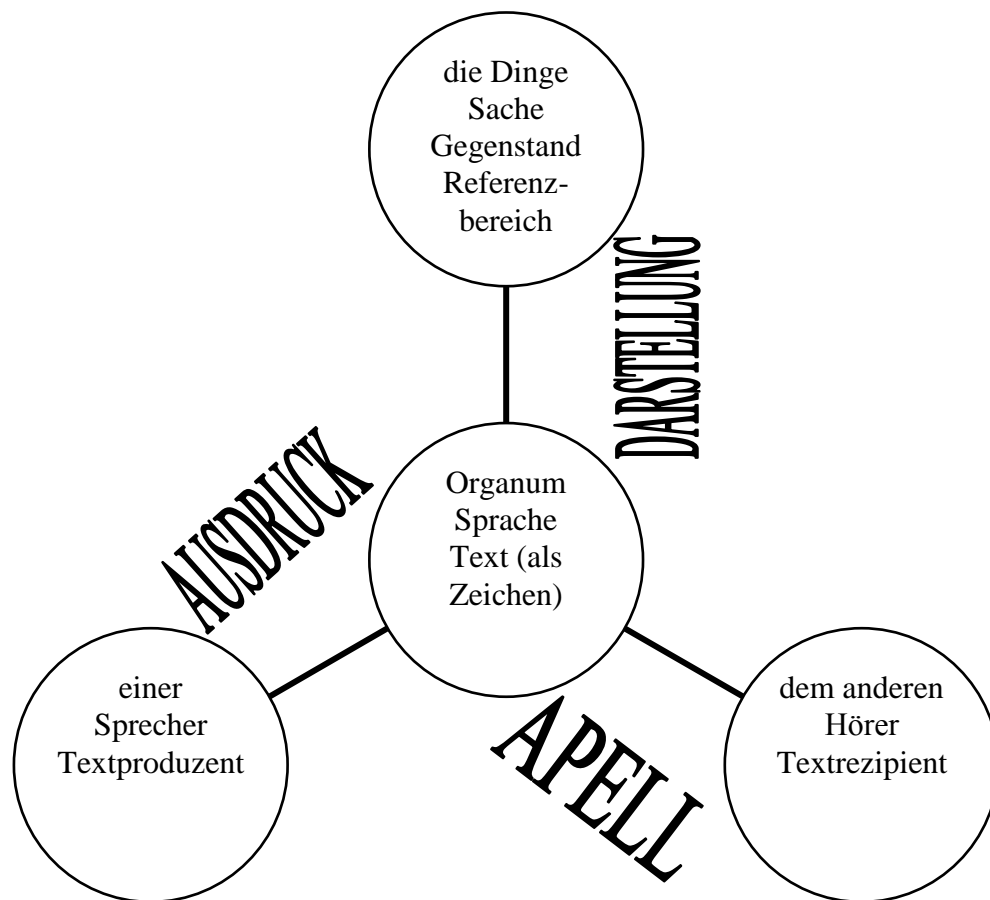 die Dinge
Sache
Gegenstand
Referenz-
bereich
DARSTELLUNG
AUSDRUCK
Organum
Sprache
Text (als
Zeichen)
einer
Sprecher
Textproduzent
APELL
dem anderen
Hörer
Textrezipient